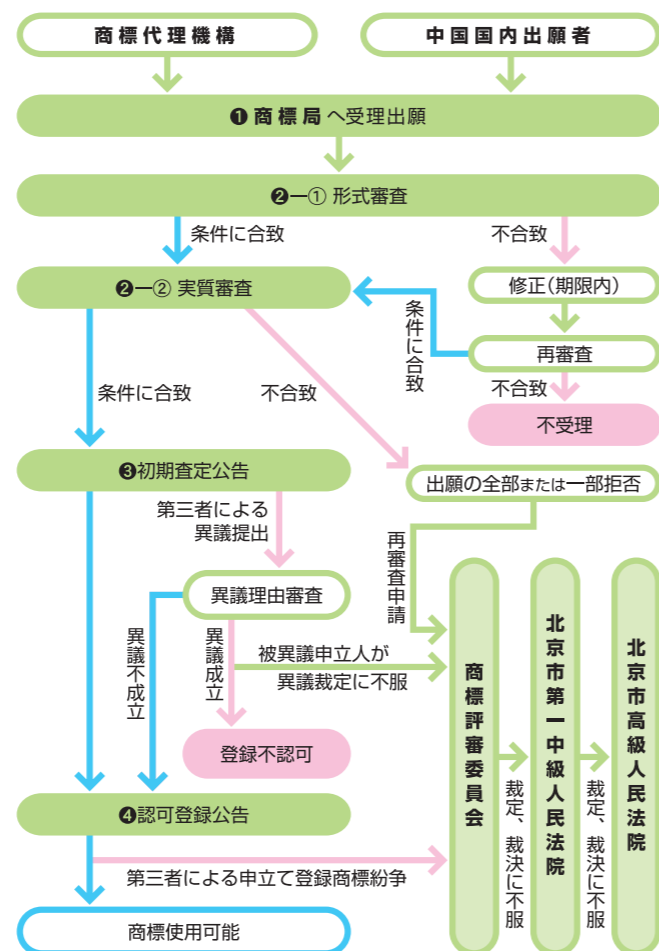 商標代理機構
中国国内出願者
❶商標局へ受理出願
❷—① 形式審査
条件に合致
不合致
❷—② 実質審査
修正（期限内）
条件に合致
再審査
不合致
不受理
条件に合致
不合致
❸初期査定公告
出願の全部または一部拒否
第三者による
異議提出
再審査申請
異議理由審査
異議不成立
異議成立
被異議申立人が
異議裁定に不服
登録不認可
商標評審委員会
裁定、裁決に不服
北京市第一中級人民法院
裁定、裁決に不服
北京市高級人民法院
❹認可登録公告
第三者による申立て登録商標紛争
商標使用可能